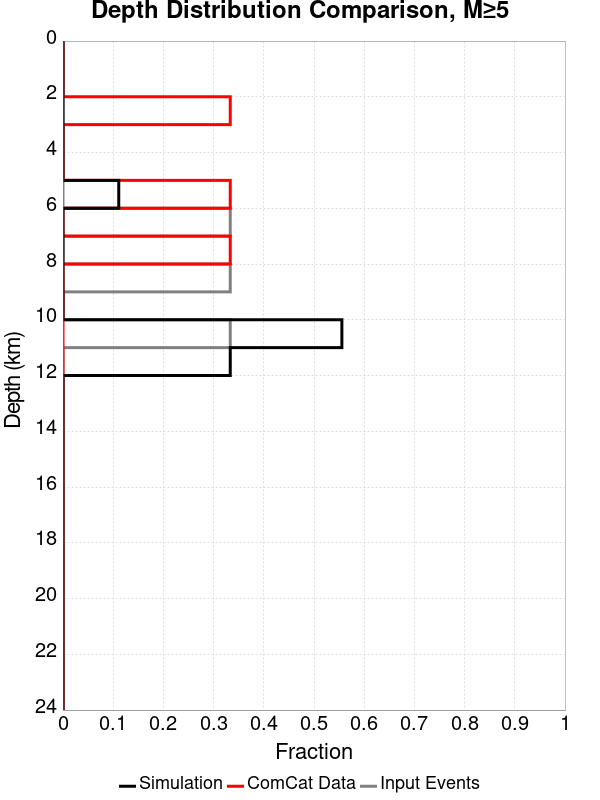 Depth Distribution Comparison, M≥5
0
2
4
6
8
10
12
14
16
18
20
22
24
Depth (km)
0 0.1 0.2 0.3 0.4 0.5 0.6 0.7 0.8 0.9 1
Fraction
Simulation ComCat Data Input Events